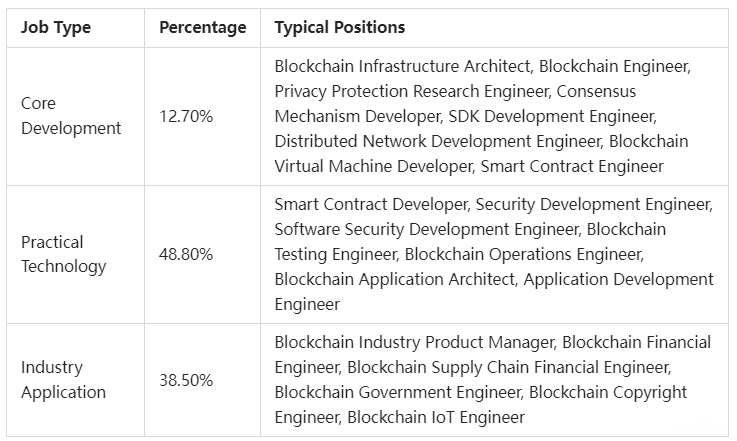 Job Type Percentage Typical Positions
Core Development 12.70% Blockchain Infrastructure Architect, Blockchain Engineer,
Privacy Protection Research Engineer, Consensus
Mechanism Developer, SDK Development Engineer,
Distributed Network Development Engineer, Blockchain
Virtual Machine Developer, Smart Contract Engineer
Practical Technology 48.80% Smart Contract Developer, Security Development Engineer,
Software Security Development Engineer, Blockchain
Testing Engineer, Blockchain Operations Engineer,
Blockchain Application Architect, Application Development
Engineer
Industry Application 38.50% Blockchain Industry Product Manager, Blockchain Financial
Engineer, Blockchain Supply Chain Financial Engineer,
Blockchain Government Engineer, Blockchain Copyright
Engineer, Blockchain IoT Engineer